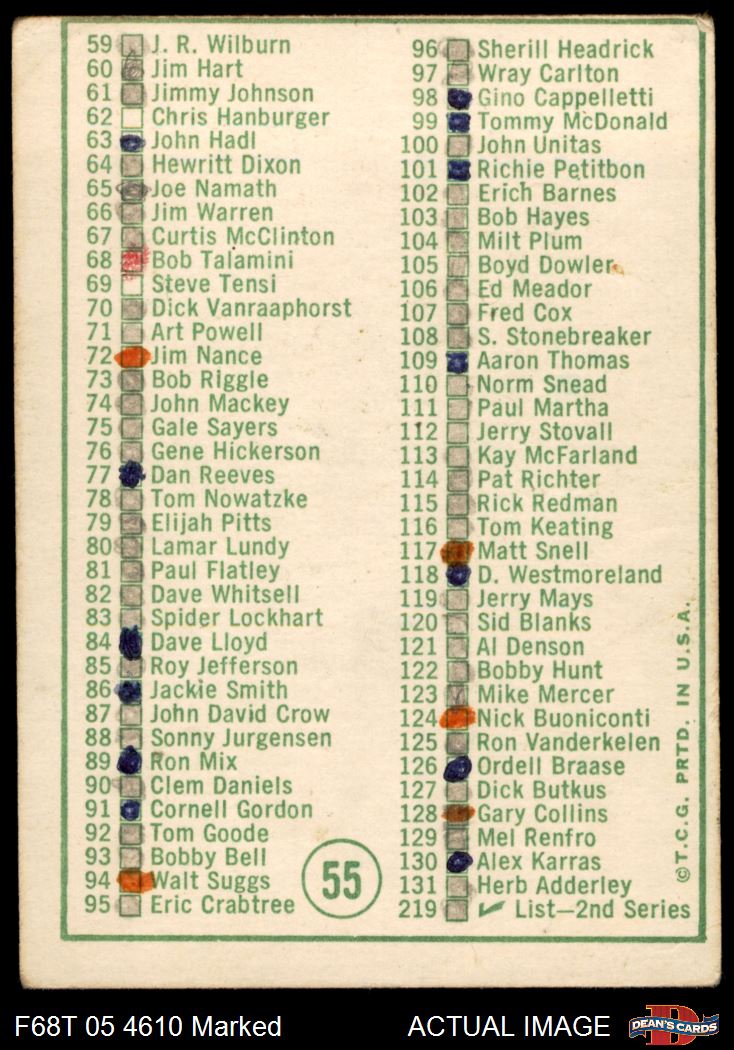 59 J. R. Wilburn
60 Jim Hart
61 Jimmy Johnson
62 Chris Hanburger
63 John Hadl
64 Hewritt Dixon
65 Joe Namath
66 Jim Warren
67 Curtis McClinton
68 Bob Talamini
69 Steve Tensi
70 Dick Vanraaphorst
71 Art Powell
72 Jim Nance
73 Bob Riggle
74 John Mackey
75 Gale Sayers
76 Gene Hickerson
77 Dan Reeves
78 Tom Nowatzke
79 Elijah Pitts
80 Lamar Lundy
81 Paul Flatley
82 Dave Whitsell
83 Spider Lockhart
84 Dave Lloyd
85 Roy Jefferson
86 Jackie Smith
87 John David Crow
88 Sonny Jurgensen
89 Ron Mix
90 Clem Daniels
91 Cornell Gordon
92 Tom Goode
93 Bobby Bell
94 Walt Suggs
95 Eric Crabtree
55
96 Sherill Headrick
97 Wray Carlton
98 Gino Cappelletti
99 Tommy McDonald
100 John Unitas
101 Richie Petitbon
102 Erich Barnes
103 Bob Hayes
104 Milt Plum
105 Boyd Dowler
106 Ed Meador
107 Fred Cox
108 S. Stonebreaker
109 Aaron Thomas
110 Norm Snead
111 Paul Martha
112 Jerry Stovall
113 Kay McFarland
114 Pat Richter
115 Rick Redman
116 Tom Keating
117 Matt Snell
118 D. Westmoreland
119 Jerry Mays
120 Sid Blanks
121 Al Denson
122 Bobby Hunt
123 Mike Mercer
124 Nick Buoniconti
125 Ron Vanderkelen
126 Ordell Braase
127 Dick Butkus
128 Gary Collins
129 Mel Renfro
130 Alex Karras
131 Herb Adderley
219 ✓ List—2nd Series
©T.C.G. PRTD. IN U.S.A.
F68T 05 4610 Marked
ACTUAL IMAGE
DEAN'S CARDS